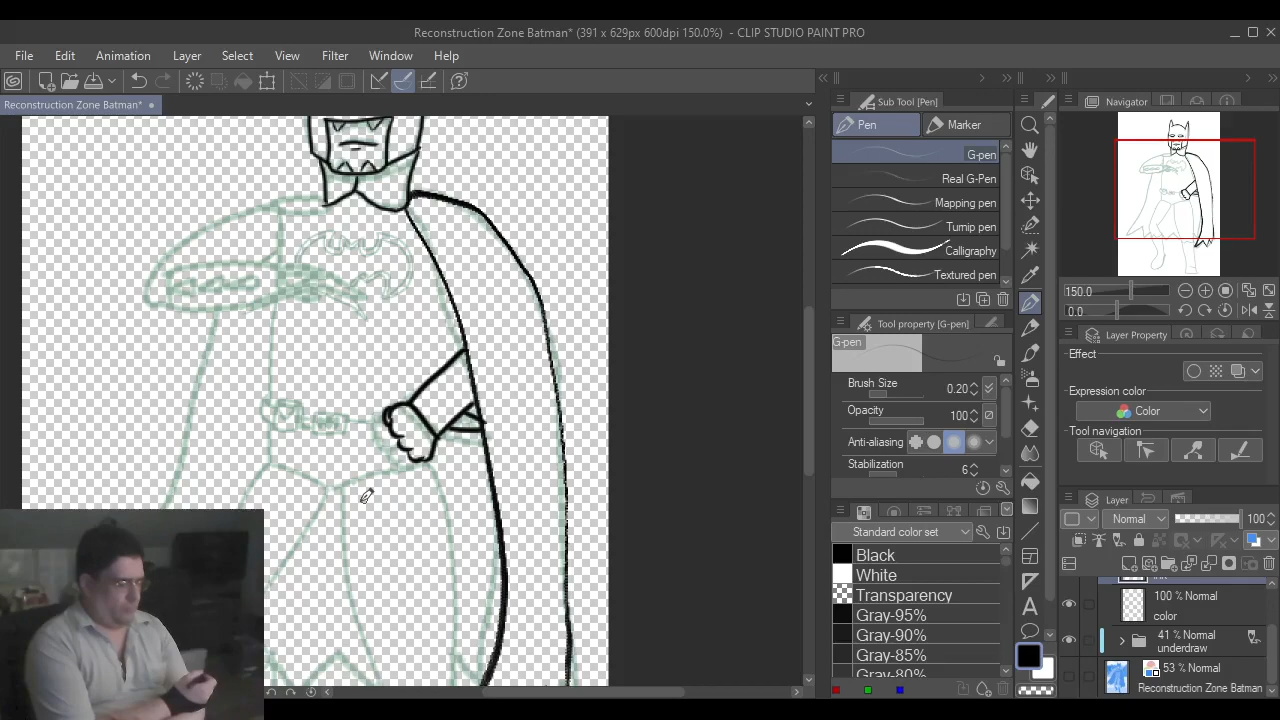 Reconstruction Zone Batman* (391 x 629px 600dpi 150.0%) - CLIP STUDIO PAINT PRO
File Edit Animation Layer Select View Filter Window Help
Reconstruction Zone Batman*
Sub Tool [Pen]
Pen
Marker
G-pen
Real G-Pen
Mapping pen
Turnip pen
Calligraphy
Textured pen
Tool property [G-pen]
G-pen
Brush Size 0.20
Opacity 100
Anti-aliasing
Stabilization 6
Standard color set
Black
White
Transparency
Gray-95%
Gray-90%
Gray-85%
Gray-80%
Navigator
150.0
0.0
Layer Property
Effect
Expression color
Color
Tool navigation
Layer
Normal 100
100 % Normal
color
41 % Normal
underdraw
53 % Normal
Reconstruction Zone Batman